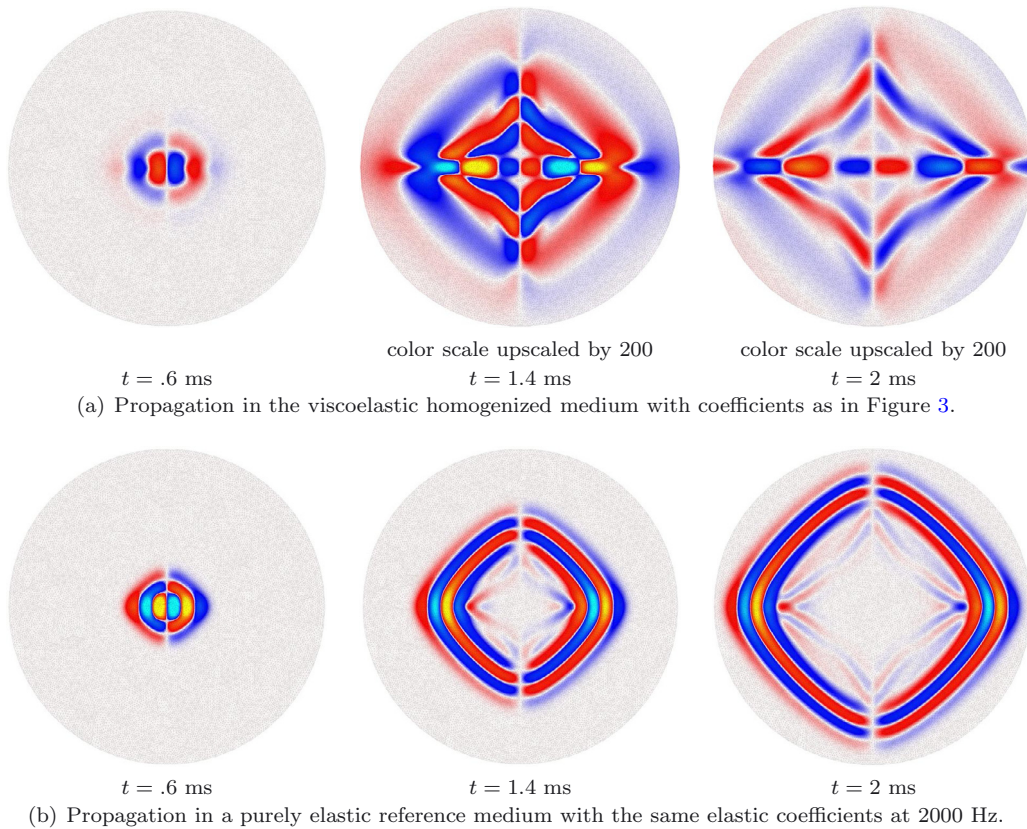 color scale upscaled by 200
color scale upscaled by 200
t = .6 ms
t = 1.4 ms
t = 2 ms
(a) Propagation in the viscoelastic homogenized medium with coefficients as in Figure 3.
t = .6 ms
t = 1.4 ms
t = 2 ms
(b) Propagation in a purely elastic reference medium with the same elastic coefficients at 2000 Hz.